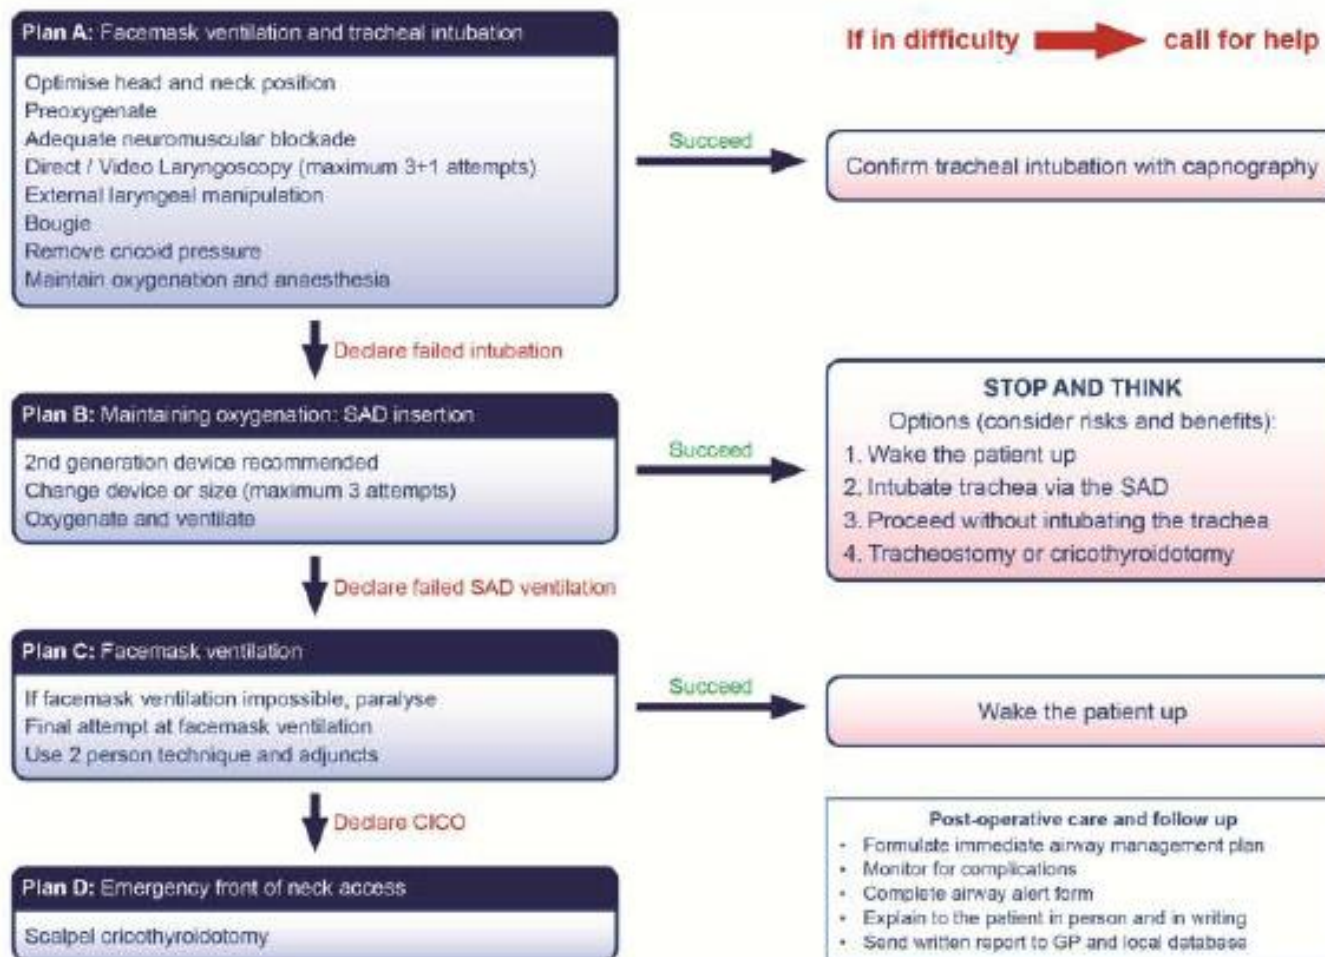 Plan A: Facemask ventilation and tracheal intubation
Optimise head and neck position
Preoxygenate
Adequate neuromuscular blockade
Direct / Video Laryngoscopy (maximum 3+1 attempts)
External laryngeal manipulation
Bougie
Remove cricoid pressure
Maintain oxygenation and anaesthesia
If in difficulty call for help
Succeed
Confirm tracheal intubation with capnography
Declare failed intubation
Plan B: Maintaining oxygenation: SAD insertion
2nd generation device recommended
Change device or size (maximum 3 attempts)
Oxygenate and ventilate
Succeed
STOP AND THINK
Options (consider risks and benefits):
1. Wake the patient up
2. Intubate trachea via the SAD
3. Proceed without intubating the trachea
4. Tracheostomy or cricothyroidotomy
Declare failed SAD ventilation
Plan C: Facemask ventilation
If facemask ventilation impossible, paralyse
Final attempt at facemask ventilation
Use 2 person technique and adjuncts
Succeed
Wake the patient up
Declare CICO
Plan D: Emergency front of neck access
Scalpel cricothyroidotomy
Post-operative care and follow up
• Formulate immediate airway management plan
• Monitor for complications
• Complete airway alert form
• Explain to the patient in person and in writing
• Send written report to GP and local database